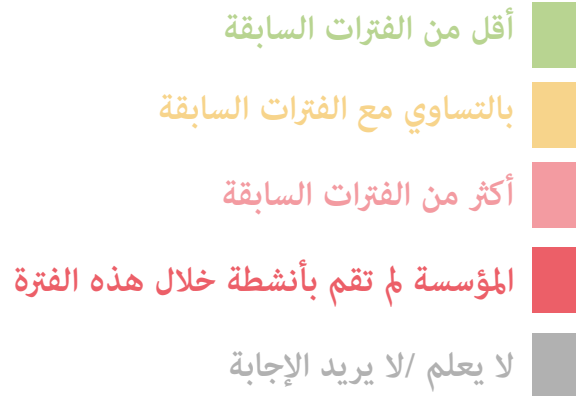 أقل من الفترات السابقة
بالتساوي مع الفترات السابقة
أكثر من الفترات السابقة
المؤسسة لم تقم بأنشطة خلال هذه الفترة
لا يعلم /لا يريد الإجابة